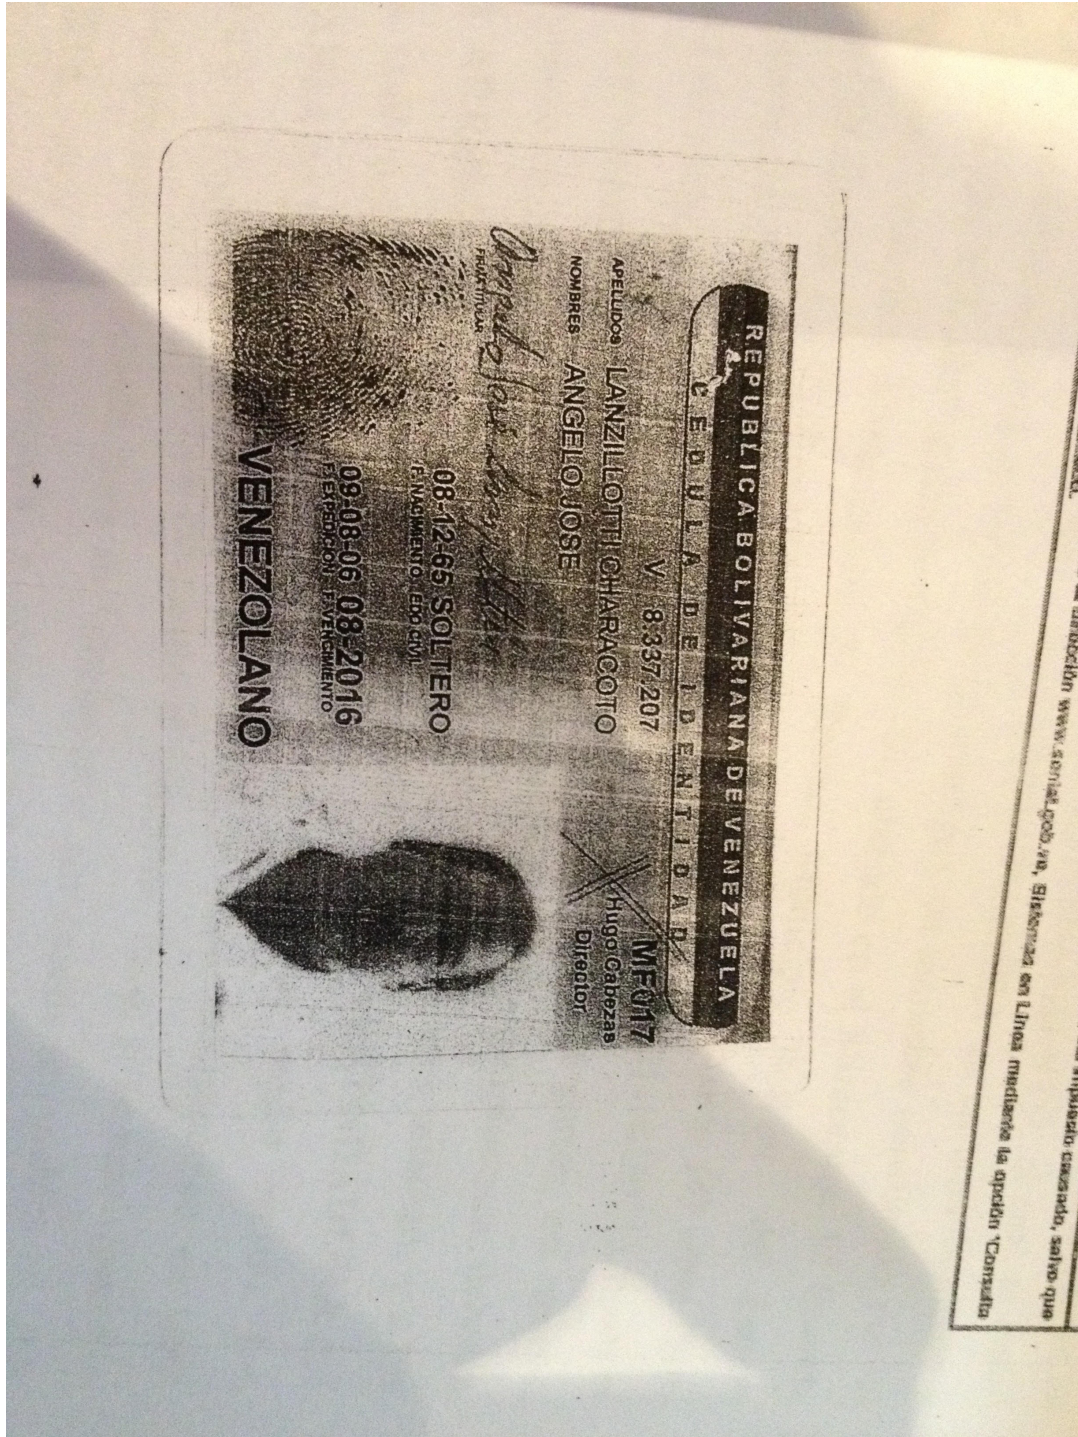 REPUBLICA BOLIVARIANA DE VENEZUELA
CEDULA DE IDENTIDAD
V 8.337.207
MF017
APELLIDOS LANZILLOTTI CHARACOTO
Hugo Cabezas
NOMBRES ANGELO JOSE
Director
FIRMA TITULAR
08-12-65 SOLTERO
F. NACIMIENTO EDO CIVIL
09-08-06 08-2016
F. EXPEDICION F. VENCIMIENTO
VENEZOLANO
impuesto causado, salvo que
www.seniat.gob.ve, Sistemas en Línea mediante la opción "Consulta